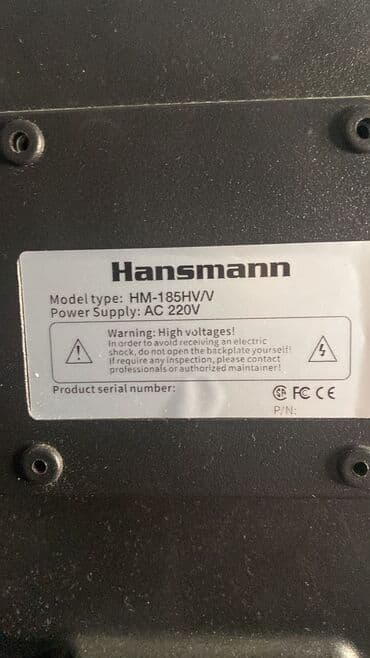 Hansmann
Model type: HM-185HV/V
Power Supply: AC 220V
Warning: High voltages!
In order to avoid receiving an electric
shock, do not open the backplate yourself!
If require any inspection, please contact
professionals or authorized maintainer!
Product serial number:
SA FC CE
P/N: